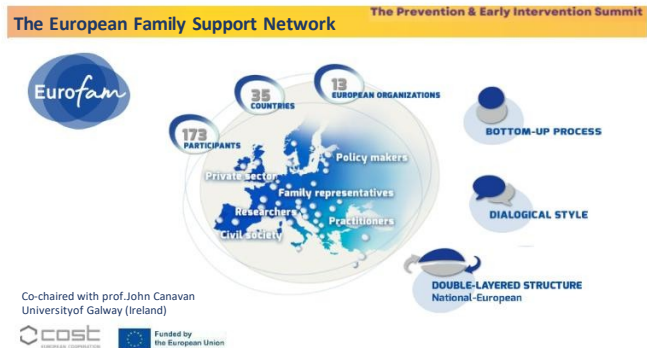 The European Family Support Network
The Prevention & Early Intervention Summit
Eurofam
13
EUROPEAN ORGANIZATIONS
35
COUNTRIES
173
PARTICIPANTS
Policy makers
Private sector
Family representatives
Researchers
Practitioners
Civil society
BOTTOM-UP PROCESS
DIALOGICAL STYLE
DOUBLE-LAYERED STRUCTURE
National-European
Co-chaired with prof.John Canavan
Universityof Galway (Ireland)
cost
EUROPEAN COOPERATION
Funded by
the European Union